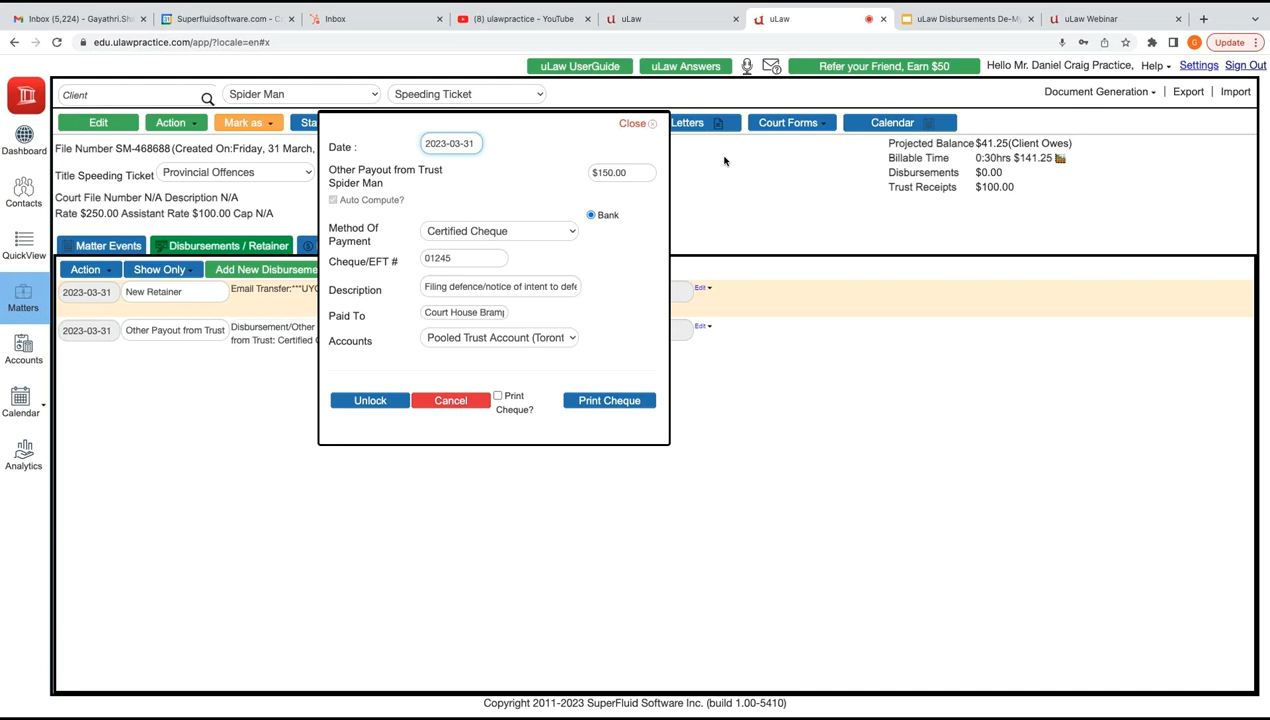 Inbox (5,224) - Gayathri.Sh
Superfluidsoftware.com - C
Inbox
(8) ulawpractice - YouTube
uLaw
uLaw
uLaw Disbursements De-My
uLaw Webinar
edu.ulawpractice.com/app/?locale=en#x
G
Update
uLaw UserGuide
uLaw Answers
Refer your Friend, Earn $50
Hello Mr. Daniel Craig Practice,
Help
Settings
Sign Out
Client
Spider Man
Speeding Ticket
Document Generation
Export
Import
Edit
Action
Mark as
Sta
Letters
Court Forms
Calendar
File Number SM-468688(Created On:Friday, 31 March,
Title Speeding Ticket
Provincial Offences
Court File Number N/A Description N/A
Rate $250.00 Assistant Rate $100.00 Cap N/A
Projected Balance $41.25(Client Owes)
Billable Time 0:30hrs $141.25
Disbursements $0.00
Trust Receipts $100.00
Dashboard
Contacts
QuickView
Matters
Accounts
Calendar
Analytics
Matter Events
Disbursements / Retainer
Action
Show Only
Add New Disburseme
2023-03-31
New Retainer
Email Transfer:***UYG
Edit
2023-03-31
Other Payout from Trust
Disbursement/Other
from Trust: Certified C
Edit
Close
Date :
2023-03-31
Other Payout from Trust
Spider Man
$150.00
Auto Compute?
Bank
Method Of
Payment
Certified Cheque
Cheque/EFT #
01245
Description
Filing defence/notice of intent to defe
Paid To
Court House Bramp
Accounts
Pooled Trust Account (Toront
Unlock
Cancel
Print
Cheque?
Print Cheque
Copyright 2011-2023 SuperFluid Software Inc. (build 1.00-5410)